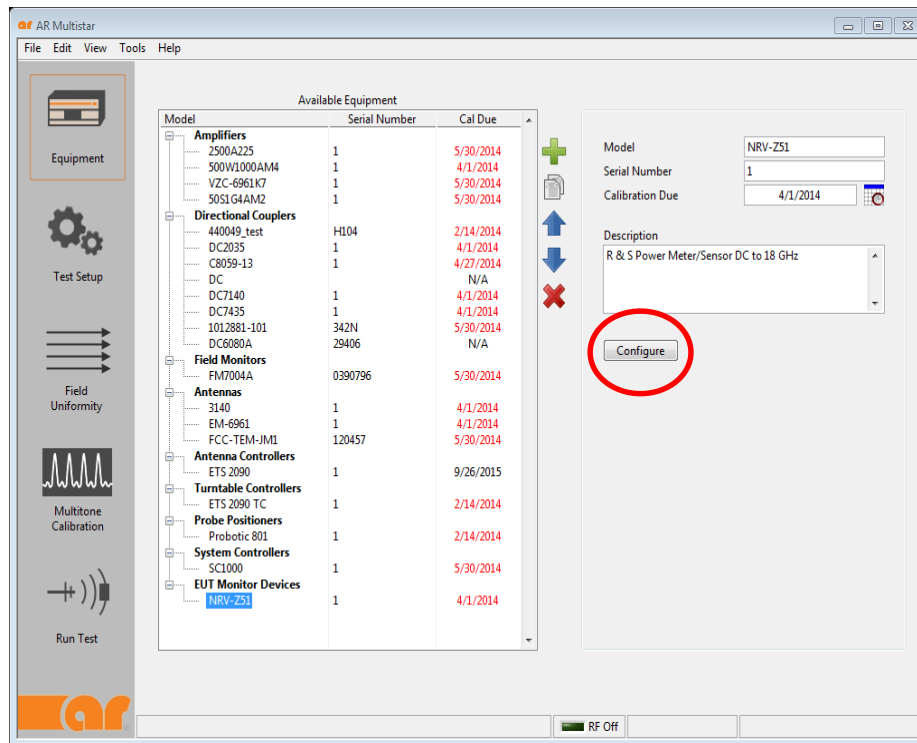 ar AR Multistar
File Edit View Tools Help
Equipment
Test Setup
Field
Uniformity
Multitone
Calibration
Run Test
ar
Available Equipment
Model Serial Number Cal Due
Amplifiers
2500A225 1 5/30/2014
500W1000AM4 1 4/1/2014
VZC-6961K7 1 5/30/2014
50S1G4AM2 1 5/30/2014
Directional Couplers
440049_test H104 2/14/2014
DC2035 1 4/1/2014
C8059-13 1 4/27/2014
DC N/A
DC7140 1 4/1/2014
DC7435 1 4/1/2014
1012881-101 342N 5/30/2014
DC6080A 29406 N/A
Field Monitors
FM7004A 0390796 5/30/2014
Antennas
3140 1 4/1/2014
EM-6961 1 4/1/2014
FCC-TEM-JM1 120457 5/30/2014
Antenna Controllers
ETS 2090 1 9/26/2015
Turntable Controllers
ETS 2090 TC 1 2/14/2014
Probe Positioners
Probotic 801 1 2/14/2014
System Controllers
SC1000 1 5/30/2014
EUT Monitor Devices
NRV-Z51 1 4/1/2014
Model NRV-Z51
Serial Number 1
Calibration Due 4/1/2014
Description
R & S Power Meter/Sensor DC to 18 GHz
Configure
RF Off